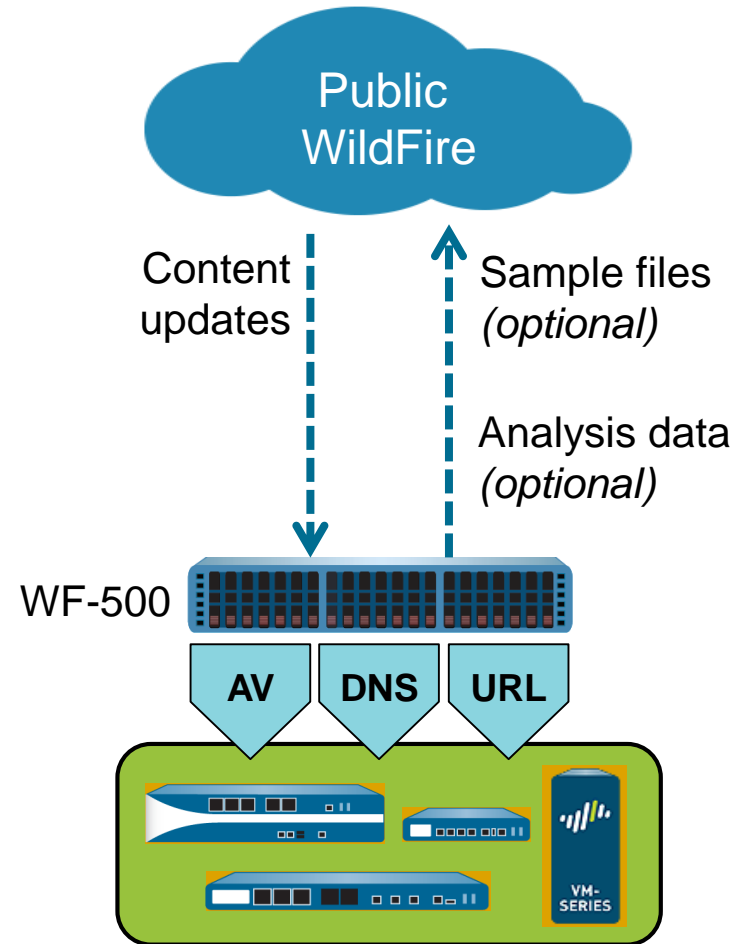 Public
WildFire
Content
updates
Sample files
(optional)
Analysis data
(optional)
WF-500
AV
DNS
URL
VM-
SERIES